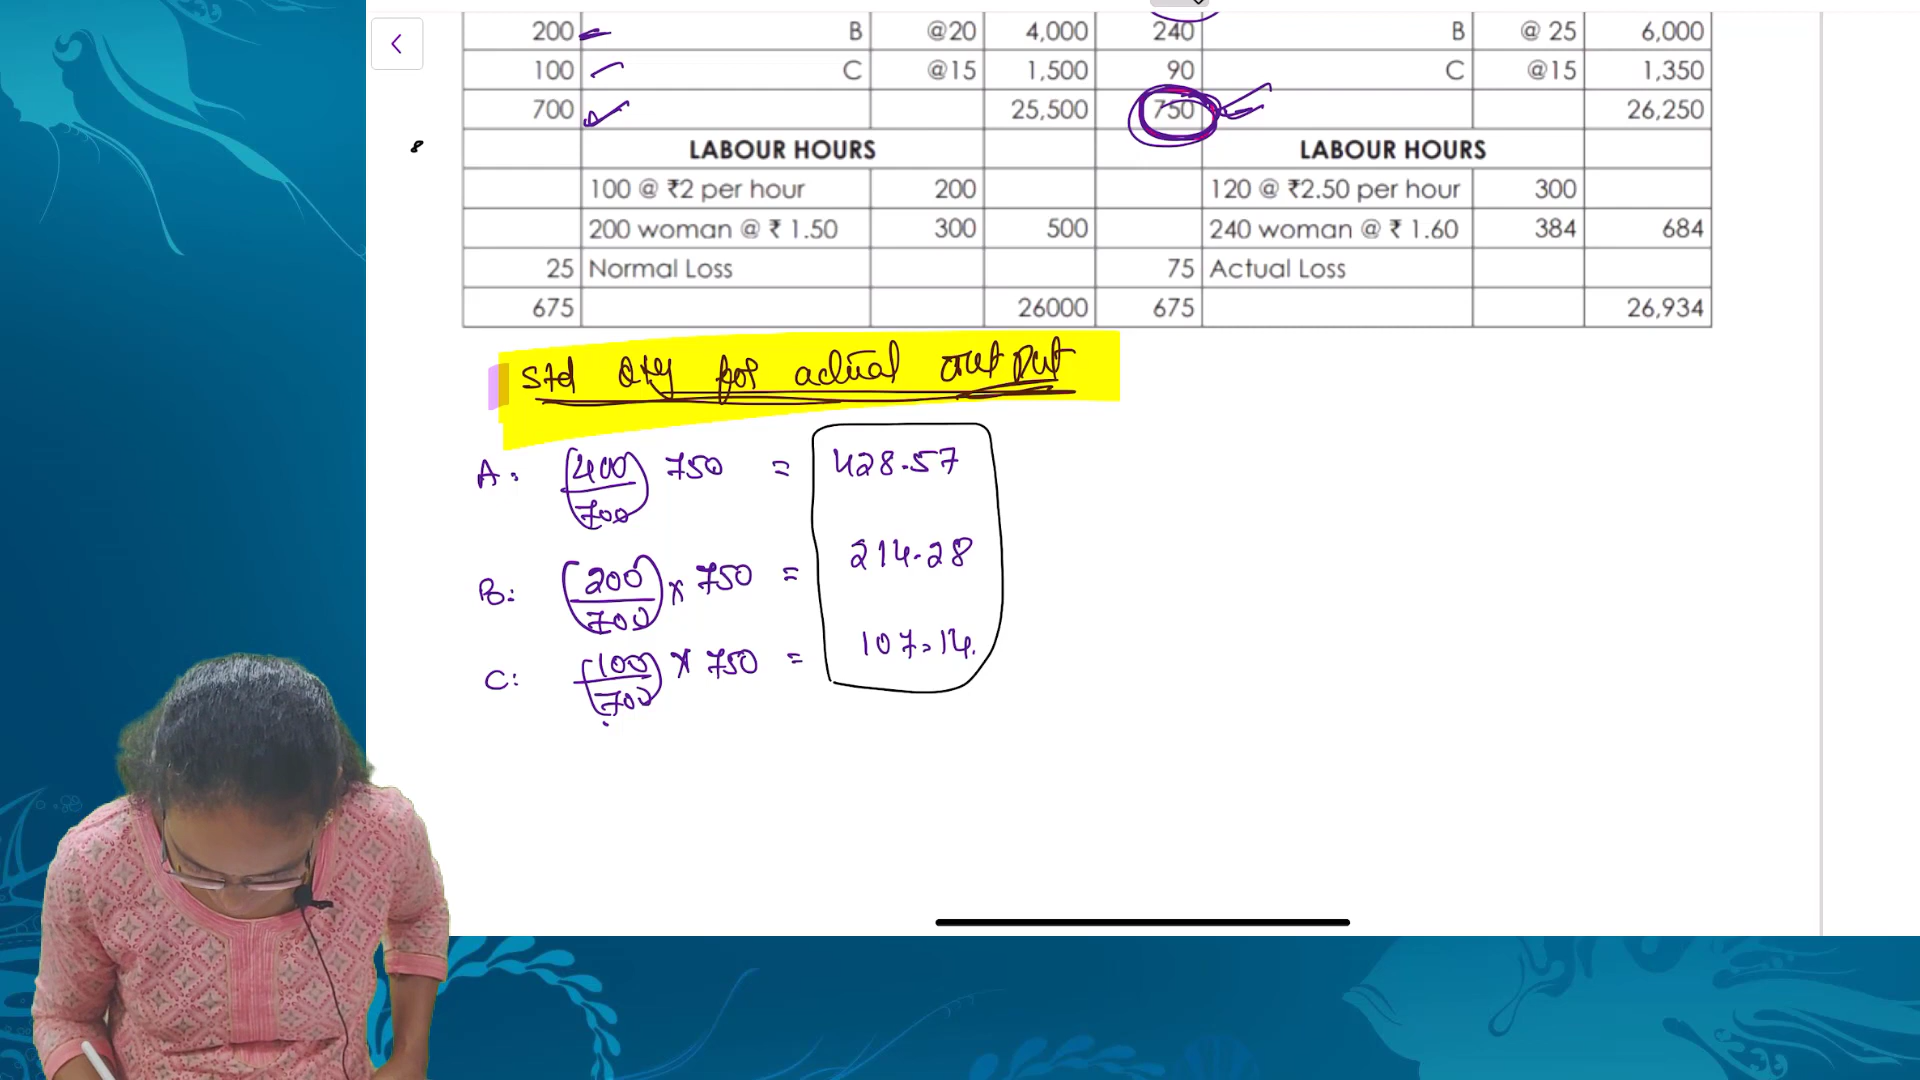 200 B @20 4,000 240 B @ 25 6,000
100 C @15 1,500 90 C @15 1,350
700 25,500 750 26,250
8
LABOUR HOURS LABOUR HOURS
100 @ ₹2 per hour 200 120 @ ₹2.50 per hour 300
200 woman @ ₹ 1.50 300 500 240 woman @ ₹ 1.60 384 684
25 Normal Loss 75 Actual Loss
675 26000 675 26,934
Std Qty for actual output
A: (400/700) 750 = 428.57
B: (200/700) x 750 = 214.28
C: (100/700) x 750 = 107.14.